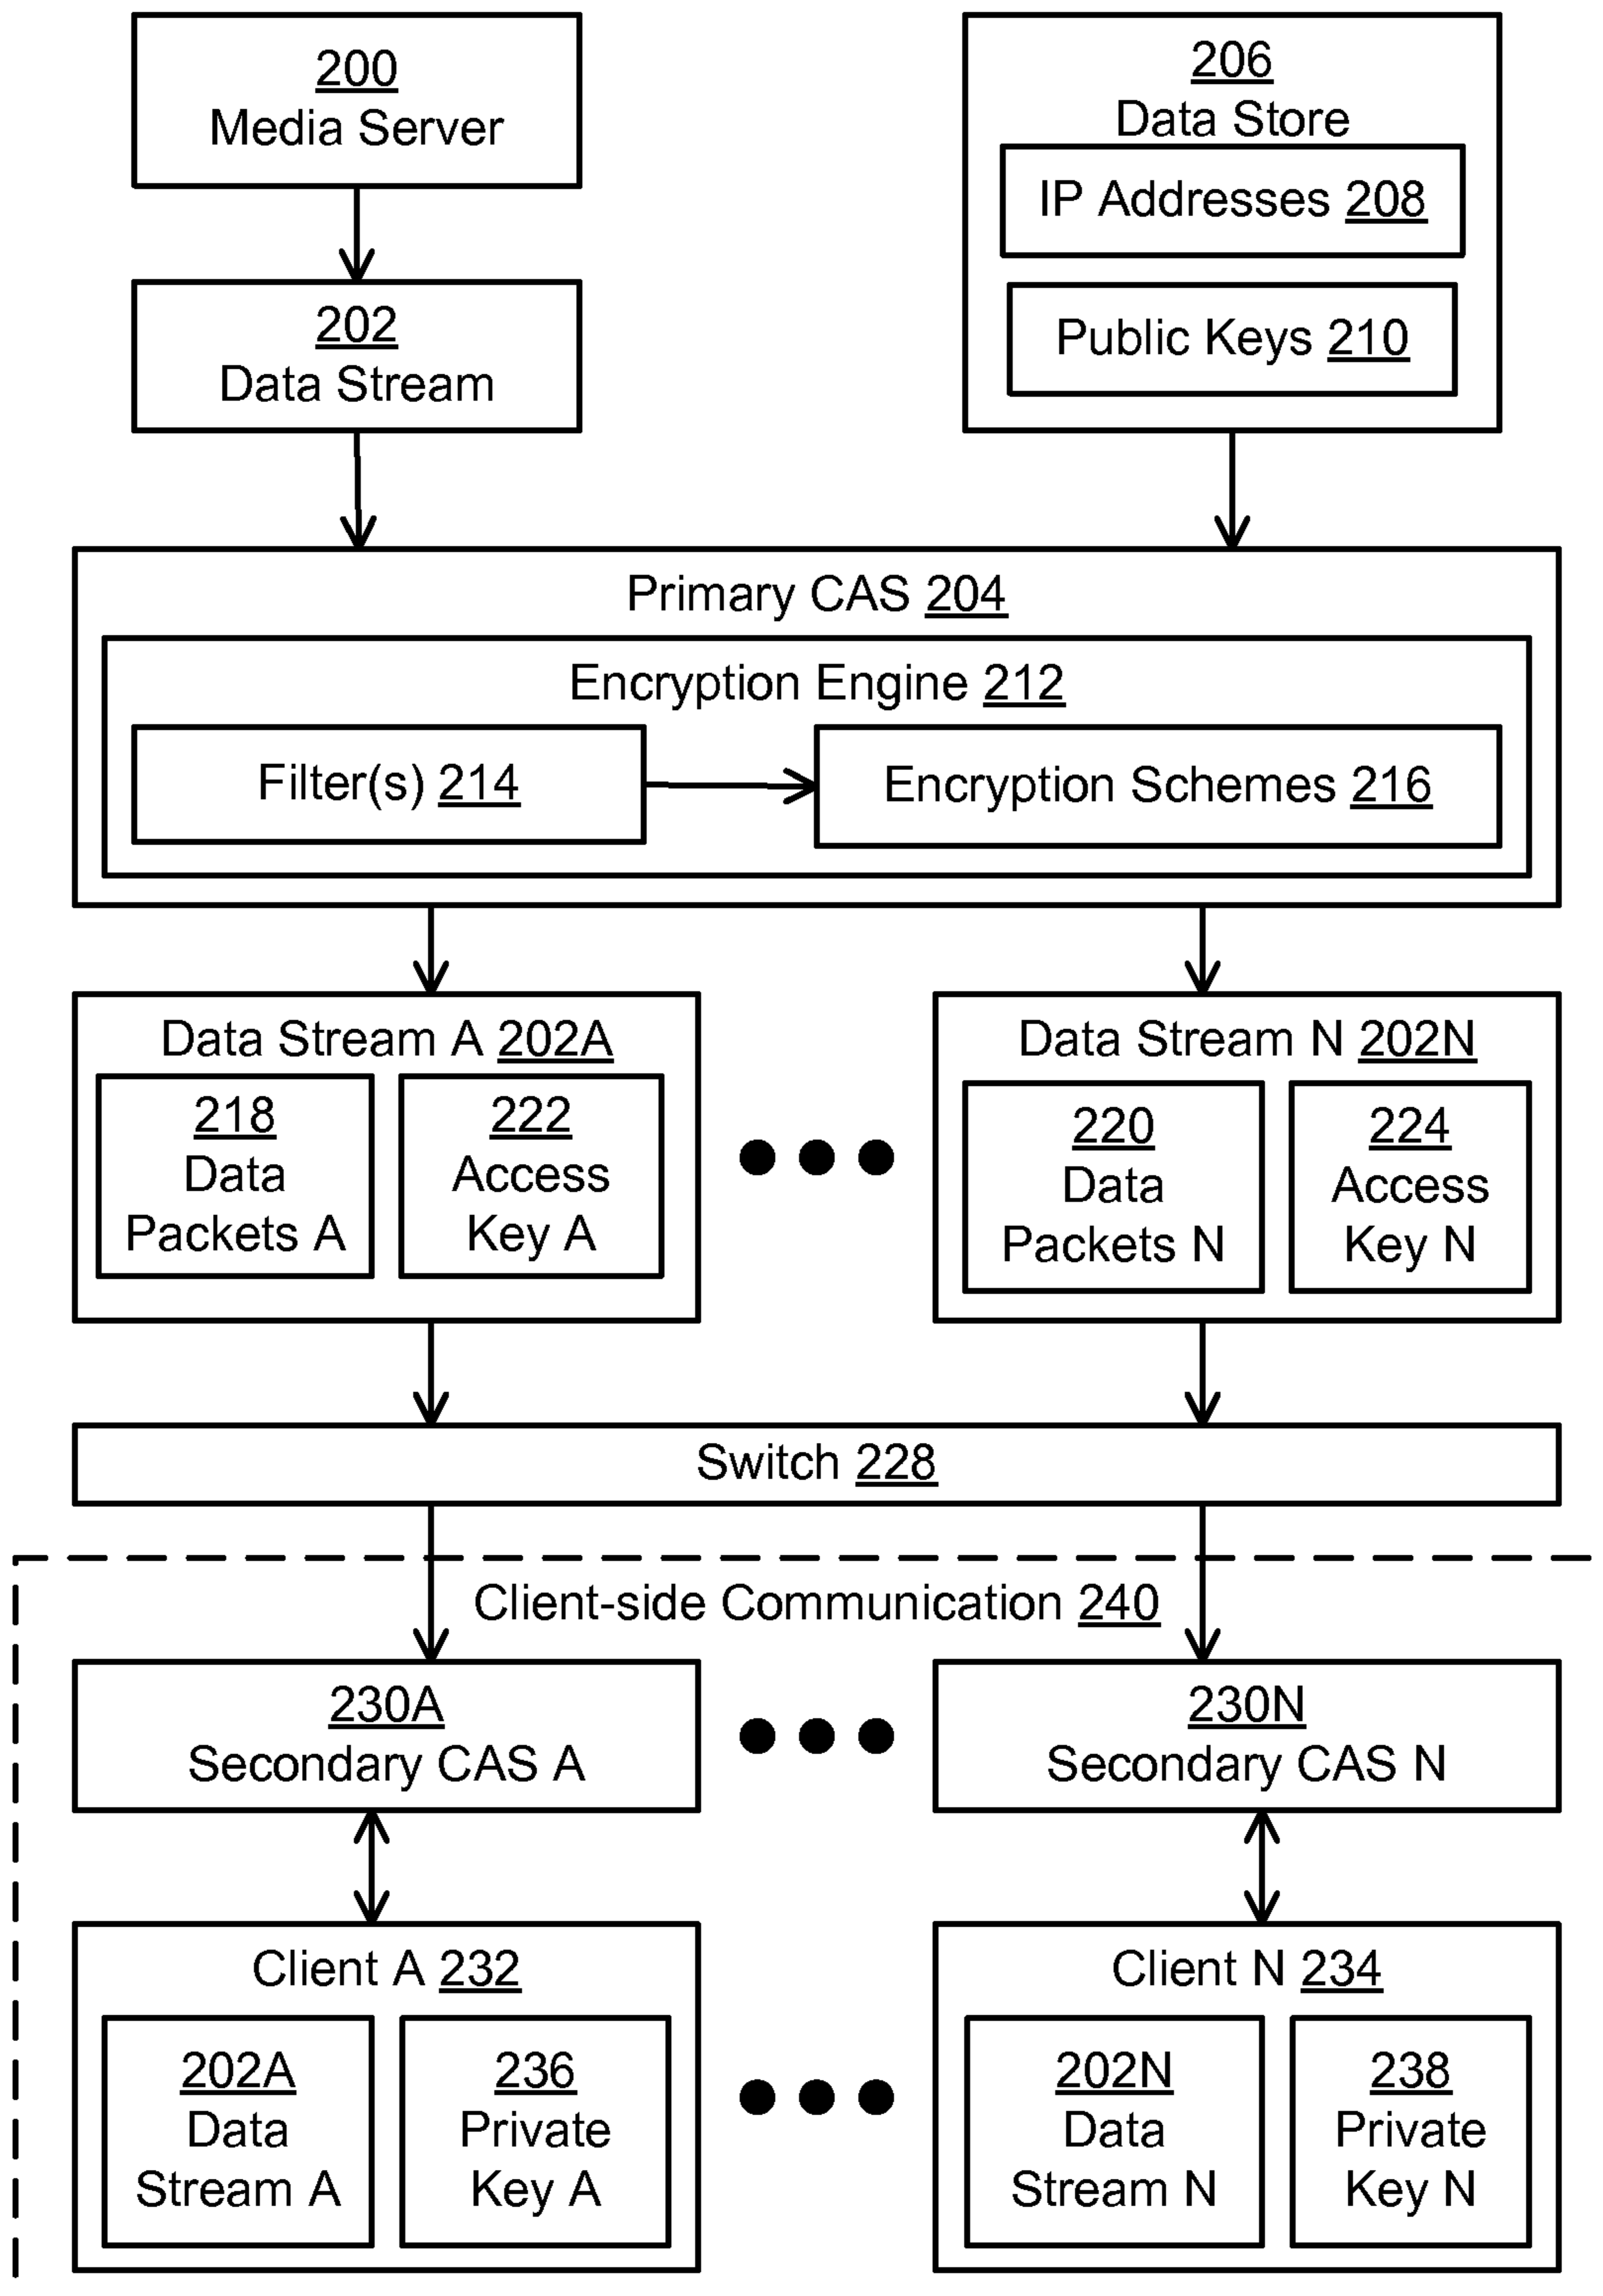 200
Media Server
206
Data Store
IP Addresses 208
Public Keys 210
202
Data Stream
Primary CAS 204
Encryption Engine 212
Filter(s) 214
Encryption Schemes 216
Data Stream A 202A
218
Data
Packets A
222
Access
Key A
Data Stream N 202N
220
Data
Packets N
224
Access
Key N
Switch 228
Client-side Communication 240
230A
Secondary CAS A
230N
Secondary CAS N
Client A 232
202A
Data
Stream A
236
Private
Key A
Client N 234
202N
Data
Stream N
238
Private
Key N